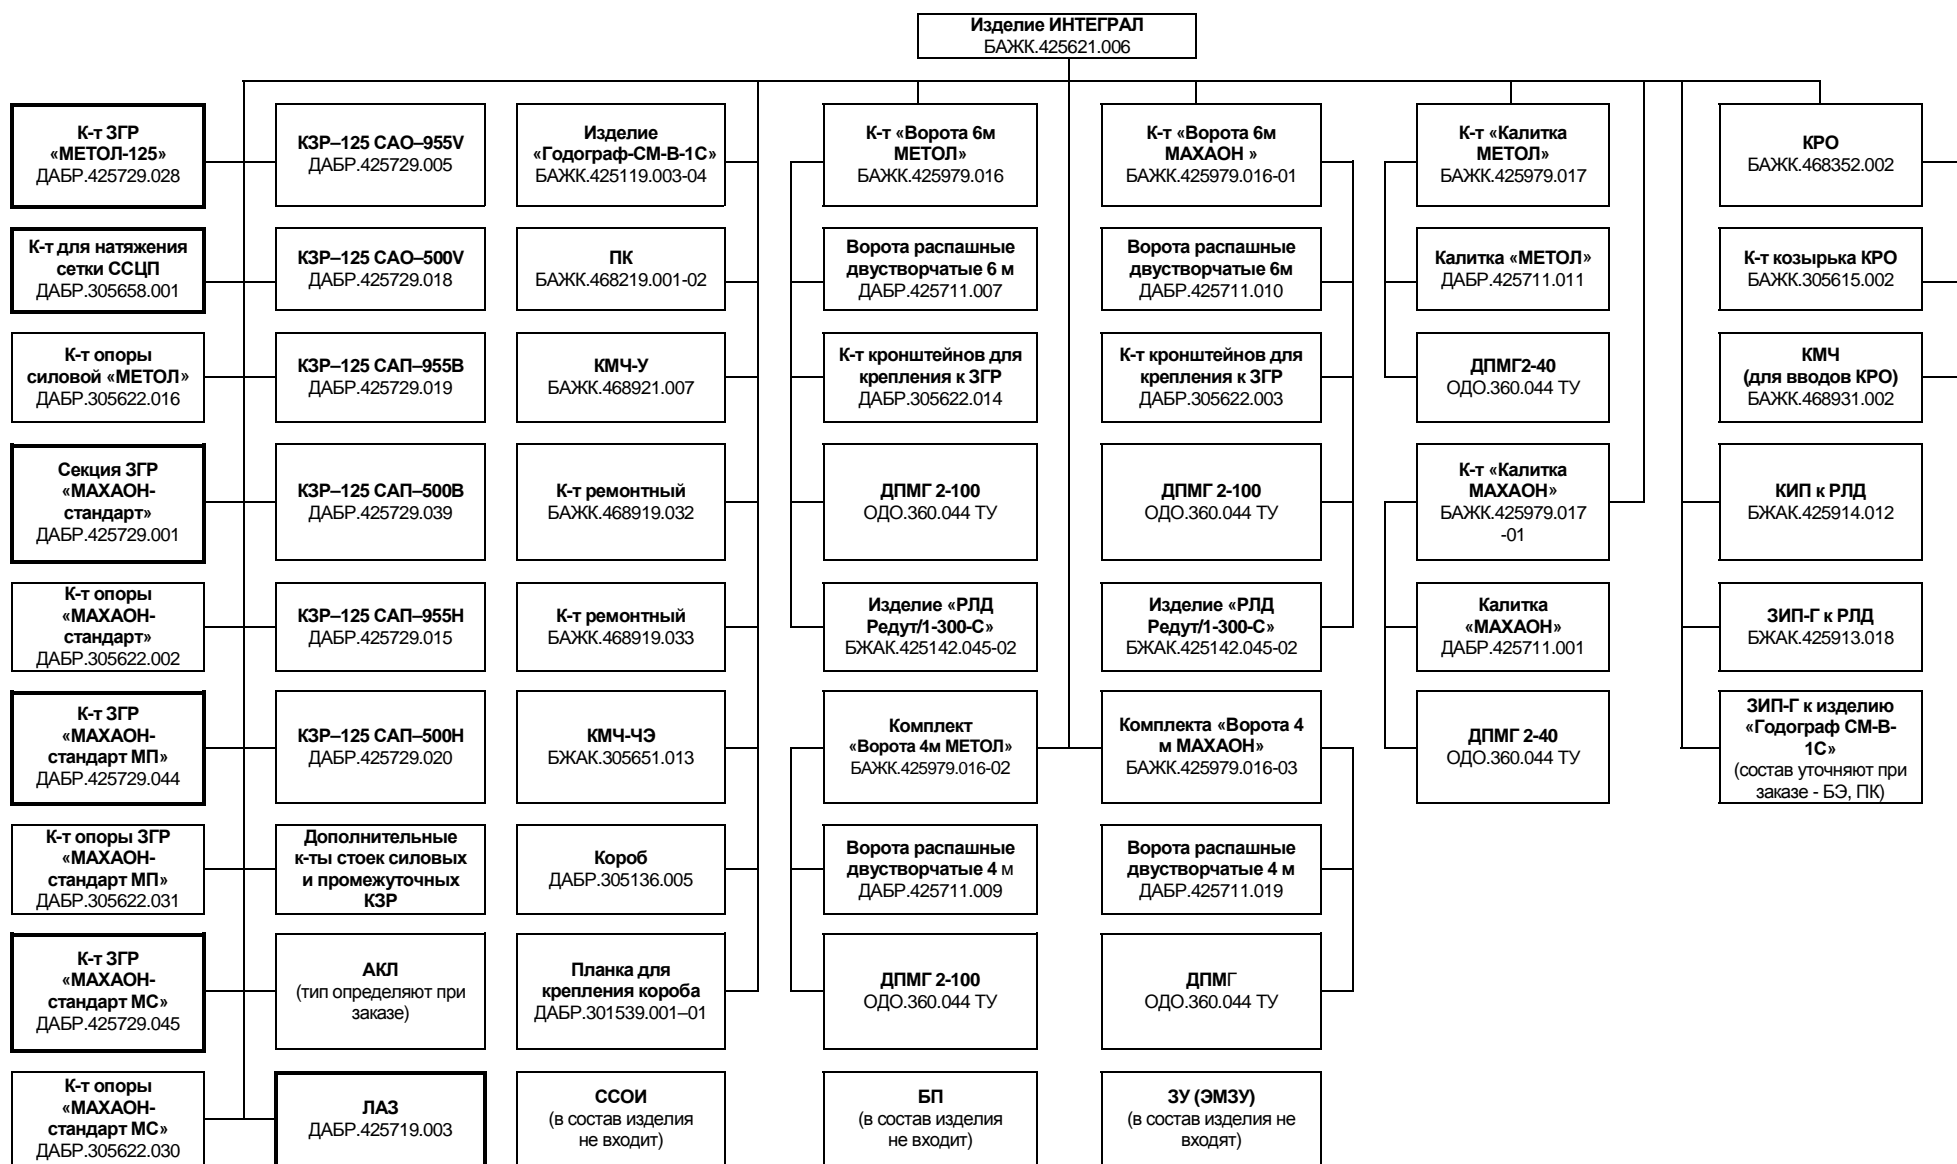 Изделие ИНТЕГРАЛ
БАЖК.425621.006
К-т ЗГР
«МЕТОЛ-125»
ДАБР.425729.028
К-т для натяжения
сетки ССЦП
ДАБР.305658.001
К-т опоры
силовой «МЕТОЛ»
ДАБР.305622.016
Секция ЗГР
«МАХАОН-
стандарт»
ДАБР.425729.001
К-т опоры
«МАХАОН-
стандарт»
ДАБР.305622.002
К-т ЗГР
«МАХАОН-
стандарт МП»
ДАБР.425729.044
К-т опоры ЗГР
«МАХАОН-
стандарт МП»
ДАБР.305622.031
К-т ЗГР
«МАХАОН-
стандарт МС»
ДАБР.425729.045
К-т опоры
«МАХАОН-
стандарт МС»
ДАБР.305622.030
КЗР–125 САО–955V
ДАБР.425729.005
КЗР–125 САО–500V
ДАБР.425729.018
КЗР–125 САП–955В
ДАБР.425729.019
КЗР–125 САП–500В
ДАБР.425729.039
КЗР–125 САП–955Н
ДАБР.425729.015
КЗР–125 САП–500Н
ДАБР.425729.020
Дополнительные
к-ты стоек силовых
и промежуточных
КЗР
АКЛ
(тип определяют при
заказе)
ЛАЗ
ДАБР.425719.003
Изделие
«Годограф-СМ-В-1С»
БАЖК.425119.003-04
ПК
БАЖК.468219.001-02
КМЧ-У
БАЖК.468921.007
К-т ремонтный
БАЖК.468919.032
К-т ремонтный
БАЖК.468919.033
КМЧ-ЧЭ
БЖАК.305651.013
Короб
ДАБР.305136.005
Планка для
крепления короба
ДАБР.301539.001–01
ССОИ
(в состав изделия
не входит)
К-т «Ворота 6м
МЕТОЛ»
БАЖК.425979.016
Ворота распашные
двустворчатые 6 м
ДАБР.425711.007
К-т кронштейнов для
крепления к ЗГР
ДАБР.305622.014
ДПМГ 2-100
ОДО.360.044 ТУ
Изделие «РЛД
Редут/1-300-С»
БЖАК.425142.045-02
Комплект
«Ворота 4м МЕТОЛ»
БАЖК.425979.016-02
Ворота распашные
двустворчатые 4 м
ДАБР.425711.009
ДПМГ 2-100
ОДО.360.044 ТУ
БП
(в состав изделия
не входит)
К-т «Ворота 6м
МАХАОН »
БАЖК.425979.016-01
Ворота распашные
двустворчатые 6м
ДАБР.425711.010
К-т кронштейнов для
крепления к ЗГР
ДАБР.305622.003
ДПМГ 2-100
ОДО.360.044 ТУ
Изделие «РЛД
Редут/1-300-С»
БЖАК.425142.045-02
Комплекта «Ворота 4
м МАХАОН»
БАЖК.425979.016-03
Ворота распашные
двустворчатые 4 м
ДАБР.425711.019
ДПМГ
ОДО.360.044 ТУ
ЗУ (ЭМЗУ)
(в состав изделия не
входят)
К-т «Калитка
МЕТОЛ»
БАЖК.425979.017
Калитка «МЕТОЛ»
ДАБР.425711.011
ДПМГ2-40
ОДО.360.044 ТУ
К-т «Калитка
МАХАОН»
БАЖК.425979.017
-01
Калитка
«МАХАОН»
ДАБР.425711.001
ДПМГ 2-40
ОДО.360.044 ТУ
КРО
БАЖК.468352.002
К-т козырька КРО
БАЖК.305615.002
КМЧ
(для вводов КРО)
БАЖК.468931.002
КИП к РЛД
БЖАК.425914.012
ЗИП-Г к РЛД
БЖАК.425913.018
ЗИП-Г к изделию
«Годограф СМ-В-
1С»
(состав уточняют при
заказе - БЭ, ПК)